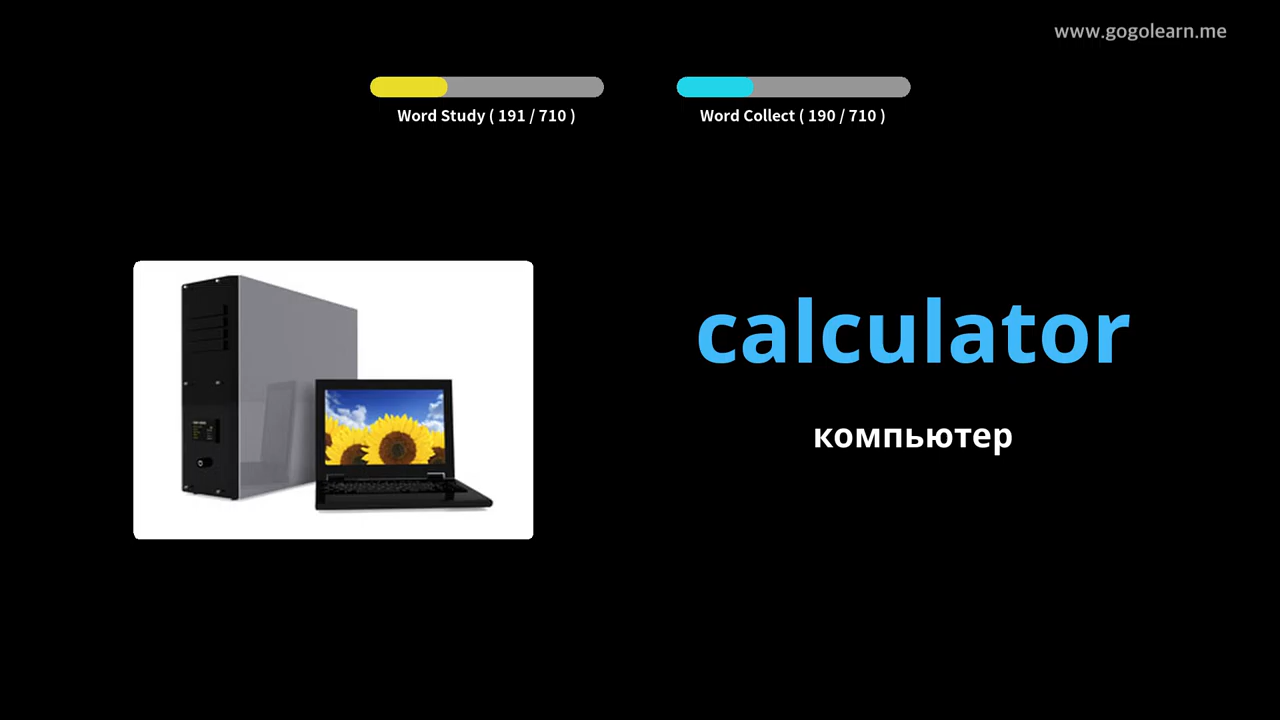 www.gogolearn.me
Word Study ( 191 / 710 )
Word Collect ( 190 / 710 )
calculator
компьютер